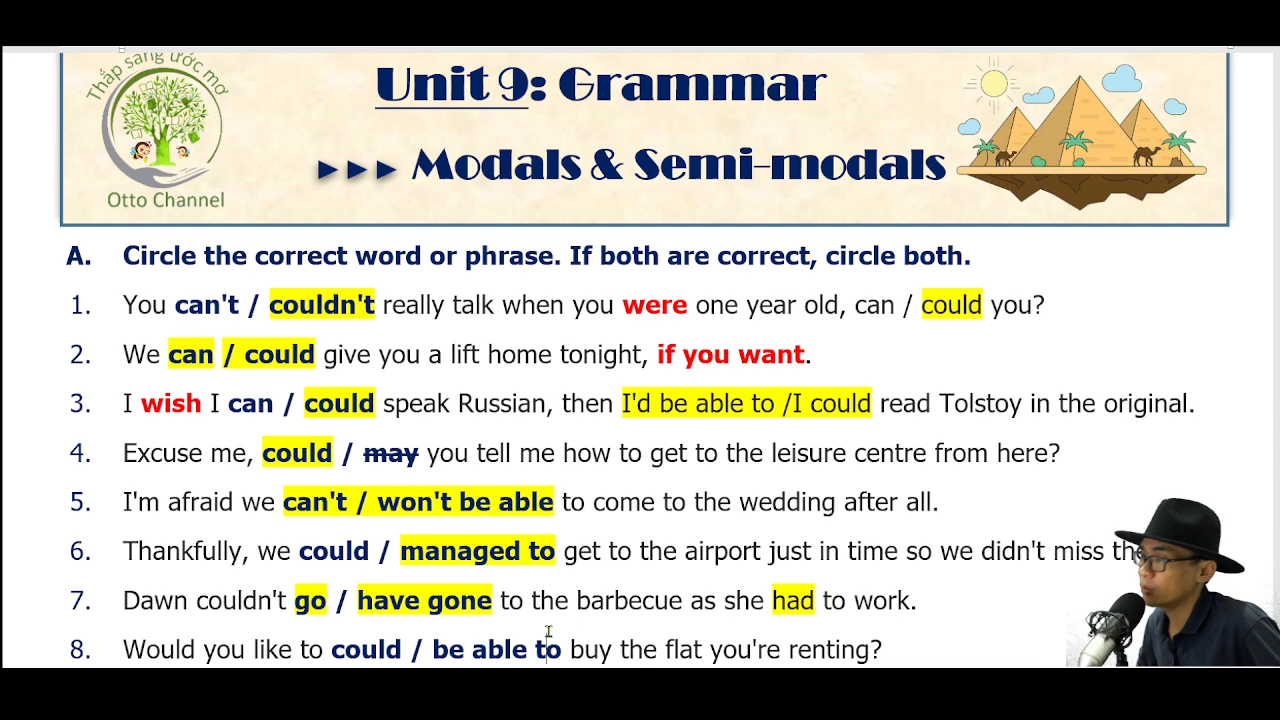 Thắp sang ước mơ
Otto Channel
Unit 9: Grammar
Modals & Semi-modals
A. Circle the correct word or phrase. If both are correct, circle both.
1. You can't / couldn't really talk when you were one year old, can / could you?
2. We can / could give you a lift home tonight, if you want.
3. I wish I can / could speak Russian, then I'd be able to /I could read Tolstoy in the original.
4. Excuse me, could / may you tell me how to get to the leisure centre from here?
5. I'm afraid we can't / won't be able to come to the wedding after all.
6. Thankfully, we could / managed to get to the airport just in time so we didn't miss
7. Dawn couldn't go / have gone to the barbecue as she had to work.
8. Would you like to could / be able to buy the flat you're renting?